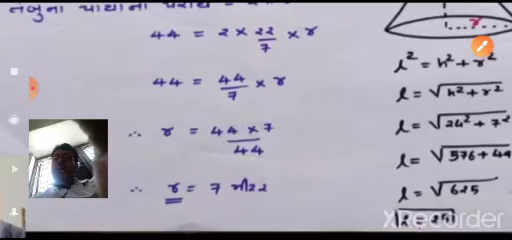 તંબુના પાયાનો પરીઘ =
44 = 2 × 22/7 × r
44 = 44/7 × r
∴ r = 44 × 7 / 44
∴ r = 7 મીટર
r
l² = h² + r²
l = √h² + r²
l = √24² + 7²
l = √576 + 49
l = √625
XRecorder